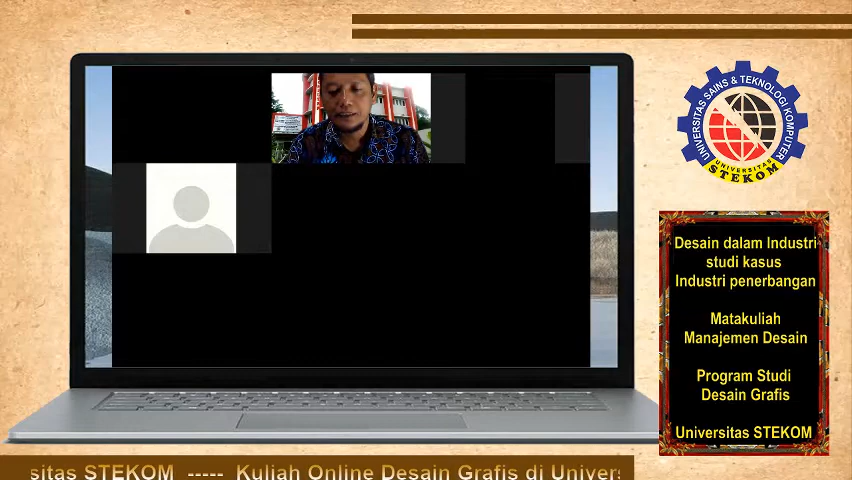 UNIVERSITAS SAINS & TEKNOLOGI KOMPUTER
UNIVERSITAS
STEKOM
Desain dalam Industri
studi kasus
Industri penerbangan
Matakuliah
Manajemen Desain
Program Studi
Desain Grafis
Universitas STEKOM
sitas STEKOM ----- Kuliah Online Desain Grafis di Univers